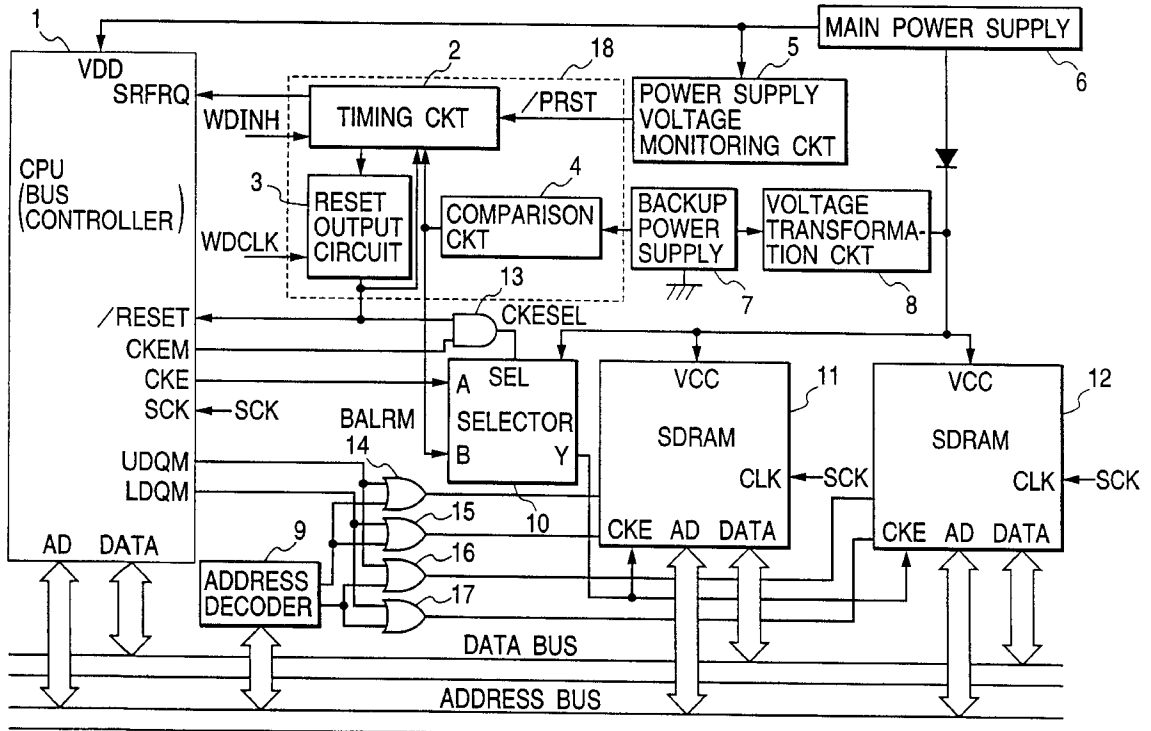 1
MAIN POWER SUPPLY
6
VDD
SRFRQ
2
18
5
TIMING CKT
/PRST
POWER SUPPLY
VOLTAGE
MONITORING CKT
WDINH
CPU
(BUS
CONTROLLER)
3
RESET
OUTPUT
CIRCUIT
4
COMPARISON
CKT
BACKUP
POWER
SUPPLY
7
VOLTAGE
TRANSFORMA-
TION CKT
8
WDCLK
13
CKESEL
/RESET
CKEM
CKE
SCK
SCK
UDQM
LDQM
AD DATA
A
SEL
SELECTOR
B
Y
10
BALRM
14
15
16
17
VCC
11
SDRAM
CLK
SCK
CKE AD DATA
VCC
12
SDRAM
CLK
SCK
CKE AD DATA
9
ADDRESS
DECODER
DATA BUS
ADDRESS BUS